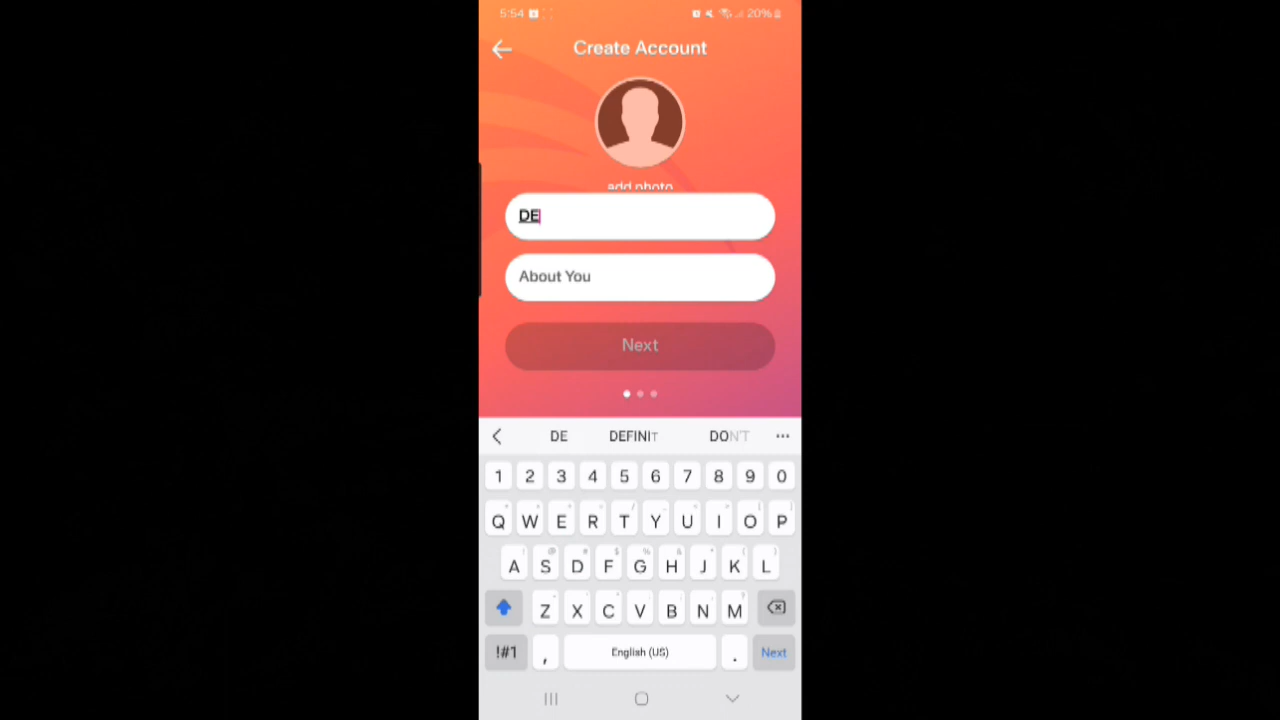 5:54 20%
Create Account
add photo
DE
About You
Next
DE DEFINIT DON'T ...
1 2 3 4 5 6 7 8 9 0
Q W E R T Y U I O P
A S D F G H J K L
Z X C V B N M
!#1 , English (US) . Next